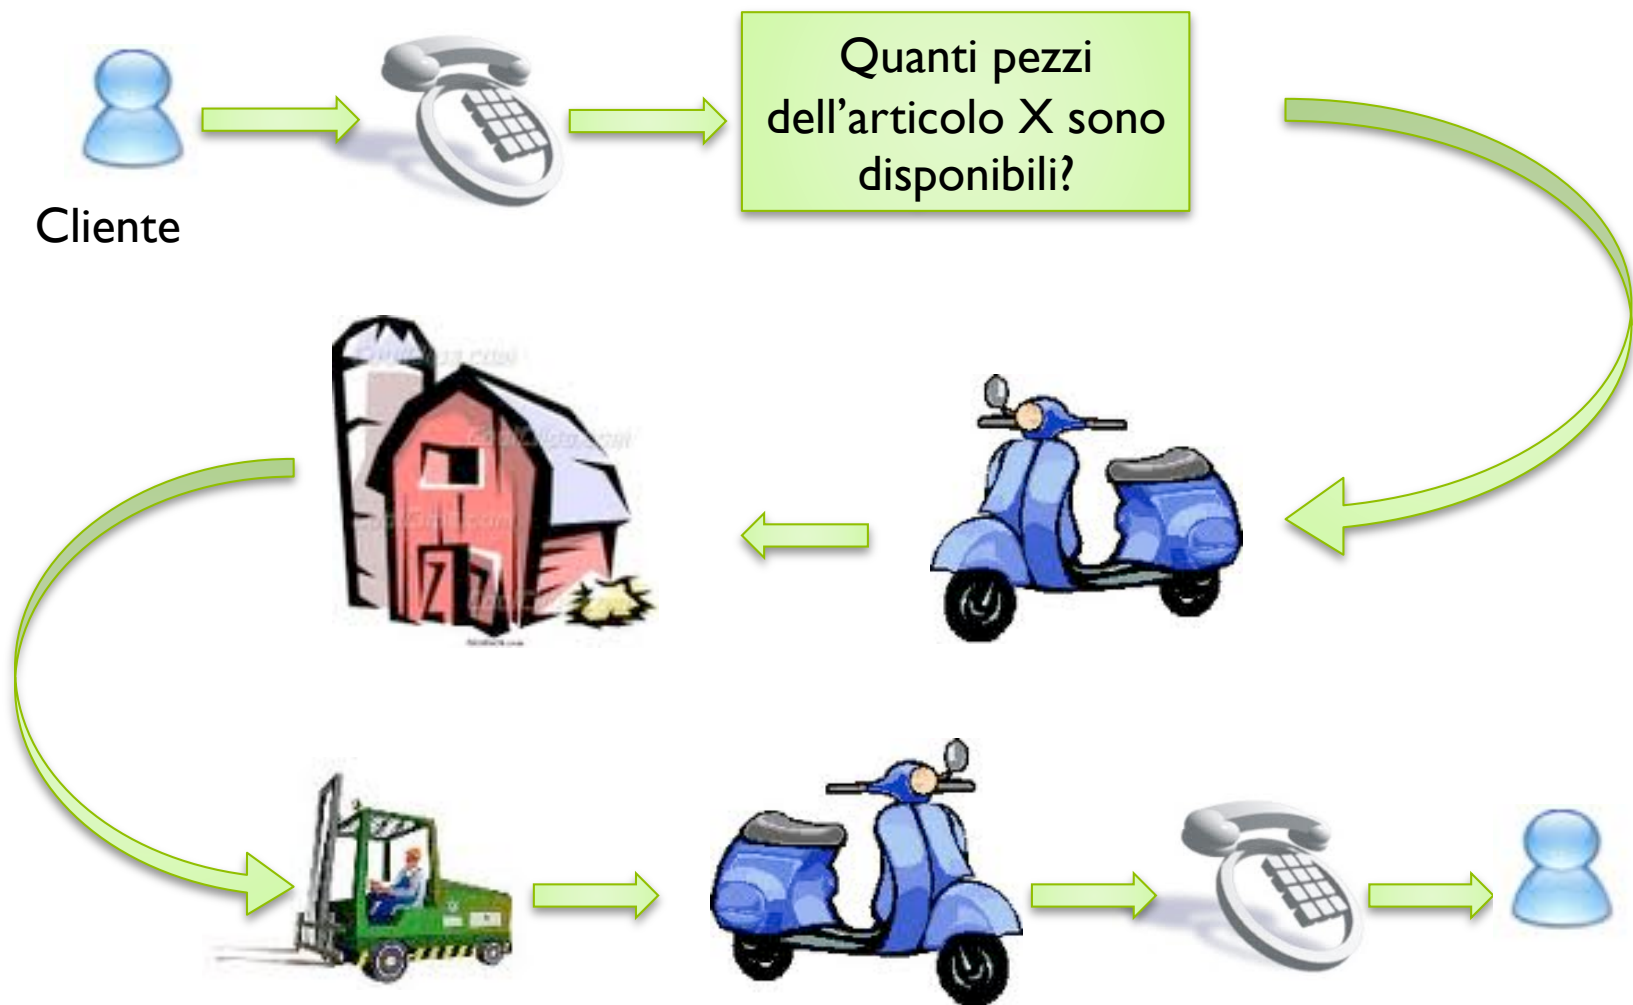 Quanti pezzi
dell’articolo X sono
disponibili?
Cliente